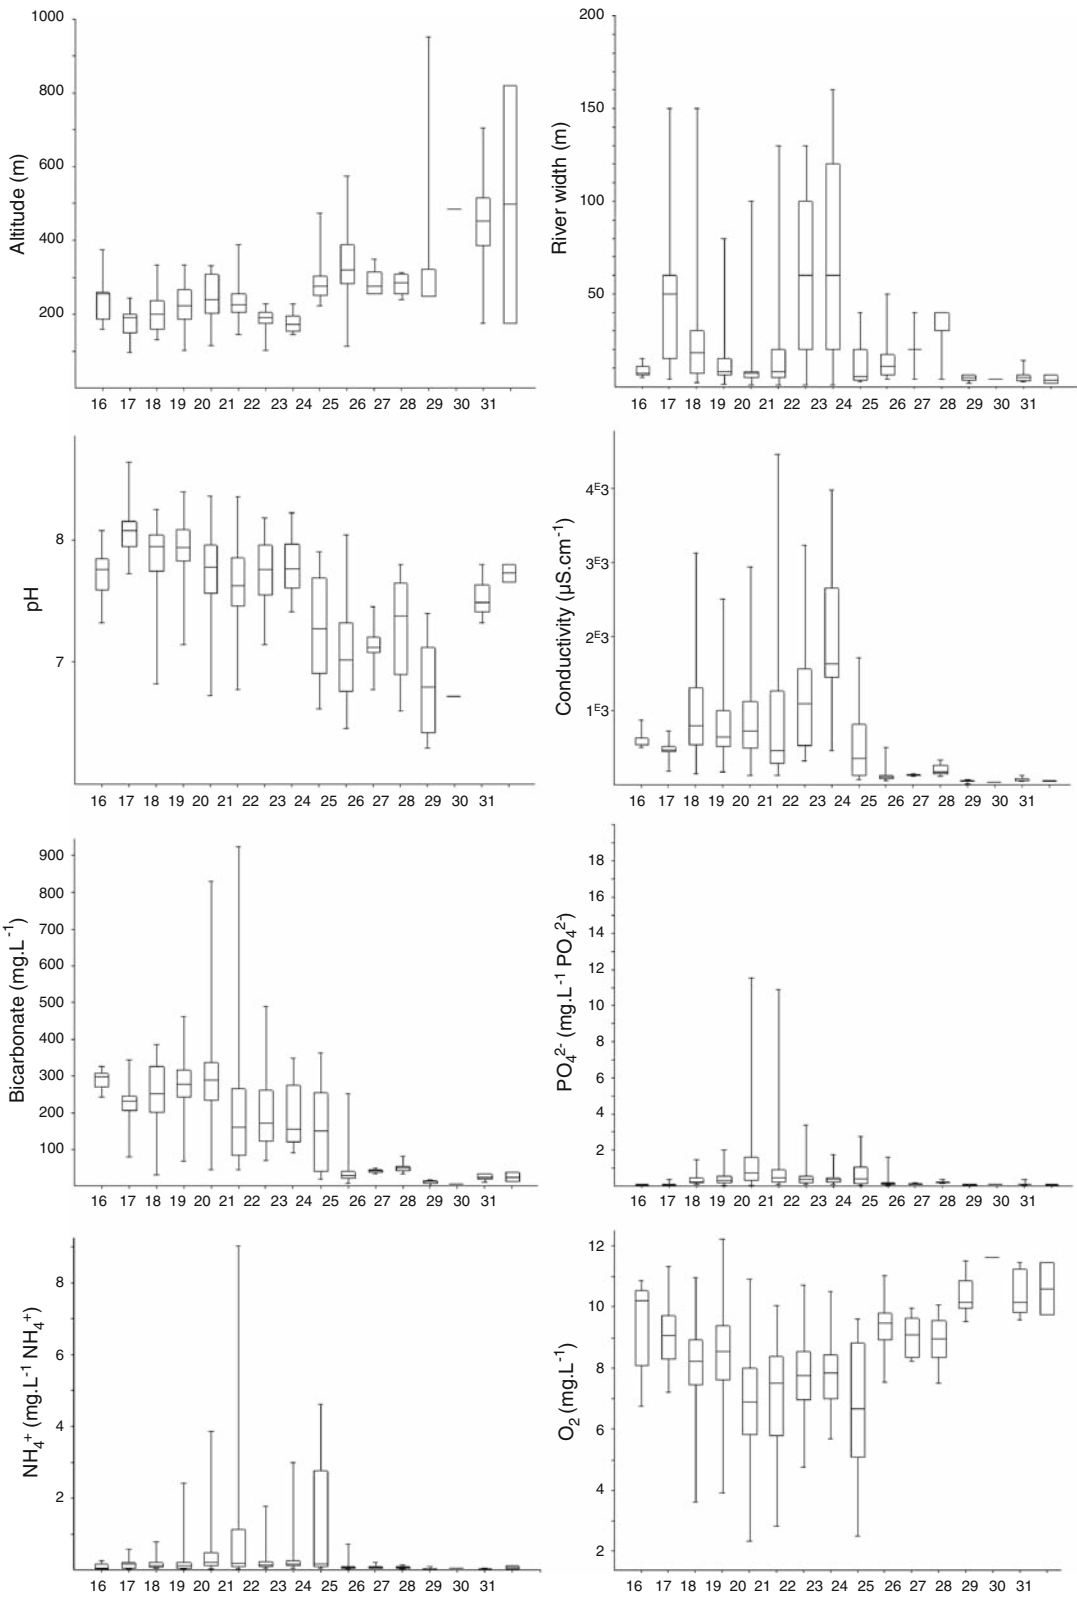 1000
800
600
400
200
Altitude (m)
16 17 18 19 20 21 22 23 24 25 26 27 28 29 30 31
200
150
100
50
River width (m)
16 17 18 19 20 21 22 23 24 25 26 27 28 29 30 31
8
7
pH
16 17 18 19 20 21 22 23 24 25 26 27 28 29 30 31
4E3
3E3
2E3
1E3
Conductivity (µS.cm-1)
16 17 18 19 20 21 22 23 24 25 26 27 28 29 30 31
900
800
700
600
500
400
300
200
100
Bicarbonate (mg.L-1)
16 17 18 19 20 21 22 23 24 25 26 27 28 29 30 31
18
16
14
12
10
8
6
4
2
PO42- (mg.L-1 PO42-)
16 17 18 19 20 21 22 23 24 25 26 27 28 29 30 31
8
6
4
2
NH4+ (mg.L-1 NH4+)
16 17 18 19 20 21 22 23 24 25 26 27 28 29 30 31
12
10
8
6
4
2
O2 (mg.L-1)
16 17 18 19 20 21 22 23 24 25 26 27 28 29 30 31